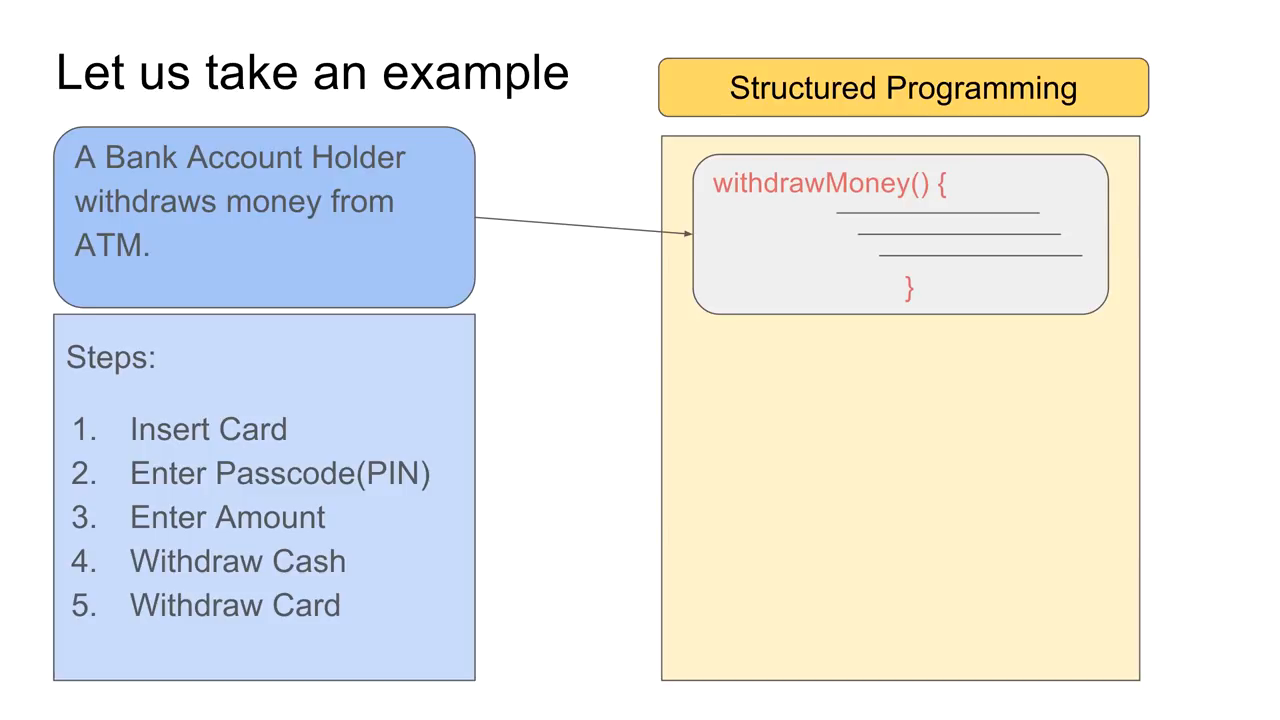 Let us take an example
A Bank Account Holder
withdraws money from
ATM.
Steps:
1. Insert Card
2. Enter Passcode(PIN)
3. Enter Amount
4. Withdraw Cash
5. Withdraw Card
Structured Programming
withdrawMoney() {
}